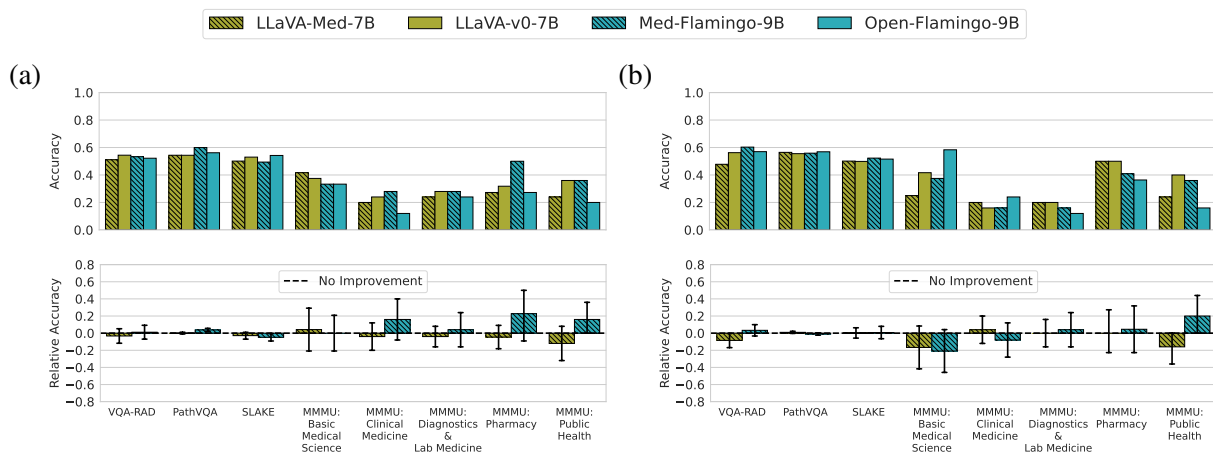 LLaVA-Med-7B LLaVA-v0-7B Med-Flamingo-9B Open-Flamingo-9B
(a)
1.0
0.8
0.6
0.4
0.2
0.0
Accuracy
0.8
0.6
0.4
0.2
0.0
−0.2
−0.4
−0.6
−0.8
Relative Accuracy
No Improvement
VQA-RAD PathVQA SLAKE MMMU: MMMU: MMMU: MMMU: MMMU:
Basic Clinical Diagnostics Pharmacy Public
Medical Medicine & Health
Science Lab Medicine
(b)
1.0
0.8
0.6
0.4
0.2
0.0
Accuracy
0.8
0.6
0.4
0.2
0.0
−0.2
−0.4
−0.6
−0.8
Relative Accuracy
No Improvement
VQA-RAD PathVQA SLAKE MMMU: MMMU: MMMU: MMMU: MMMU:
Basic Clinical Diagnostics Pharmacy Public
Medical Medicine & Health
Science Lab Medicine